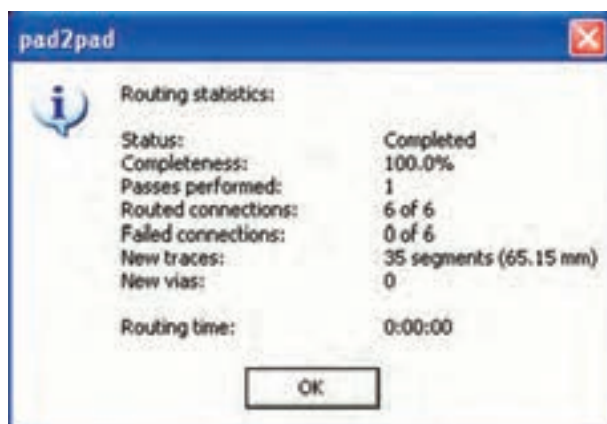 pad2pad
Routing statistics:
Status: Completed
Completeness: 100.0%
Passes performed: 1
Routed connections: 6 of 6
Failed connections: 0 of 6
New traces: 35 segments (65.15 mm)
New vias: 0
Routing time: 0:00:00
OK